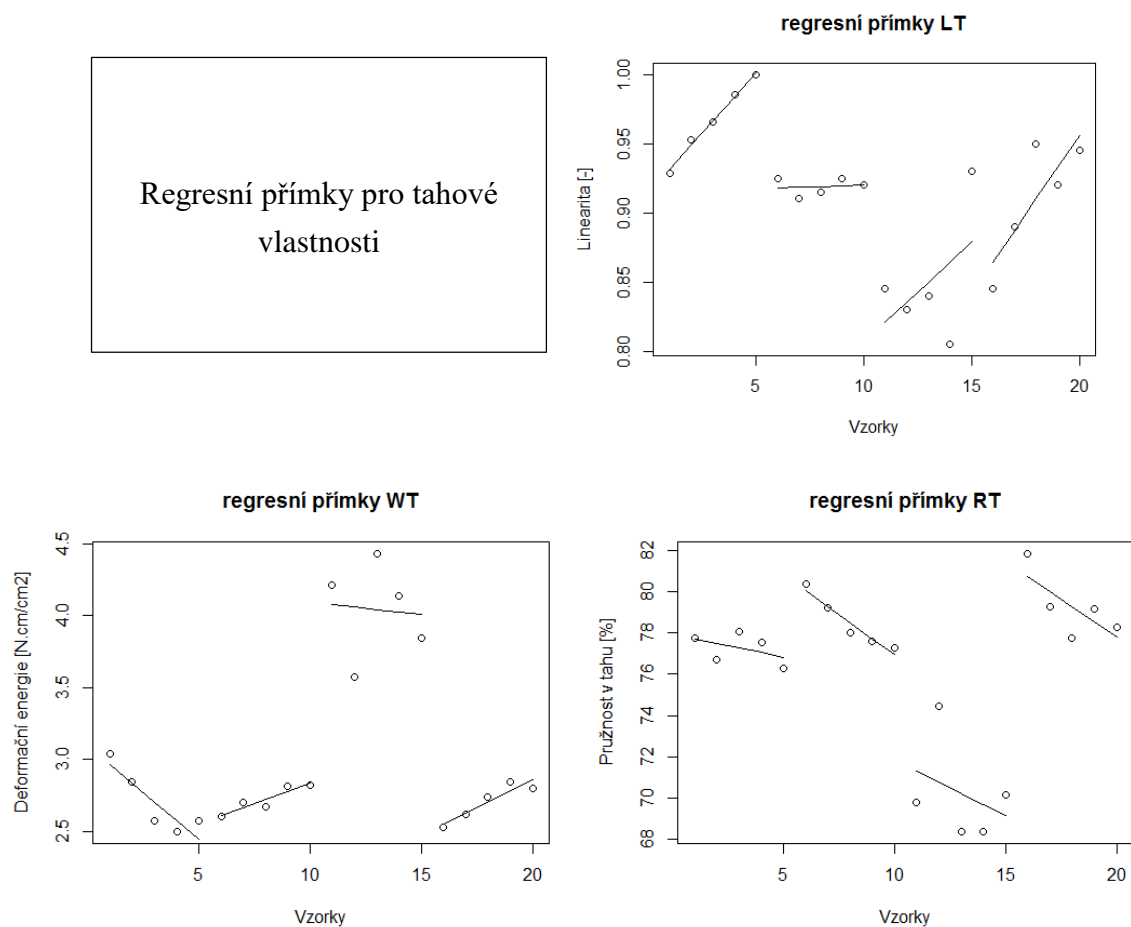 Regresní přímky pro tahové
vlastnosti
regresní přímky LT
Linearita [-]
1.00
0.95
0.90
0.85
0.80
5 10 15 20
Vzorky
regresní přímky WT
Deformační energie [N.cm/cm2]
4.5
4.0
3.5
3.0
2.5
5 10 15 20
Vzorky
regresní přímky RT
Pružnost v tahu [%]
82
80
78
76
74
72
70
68
5 10 15 20
Vzorky